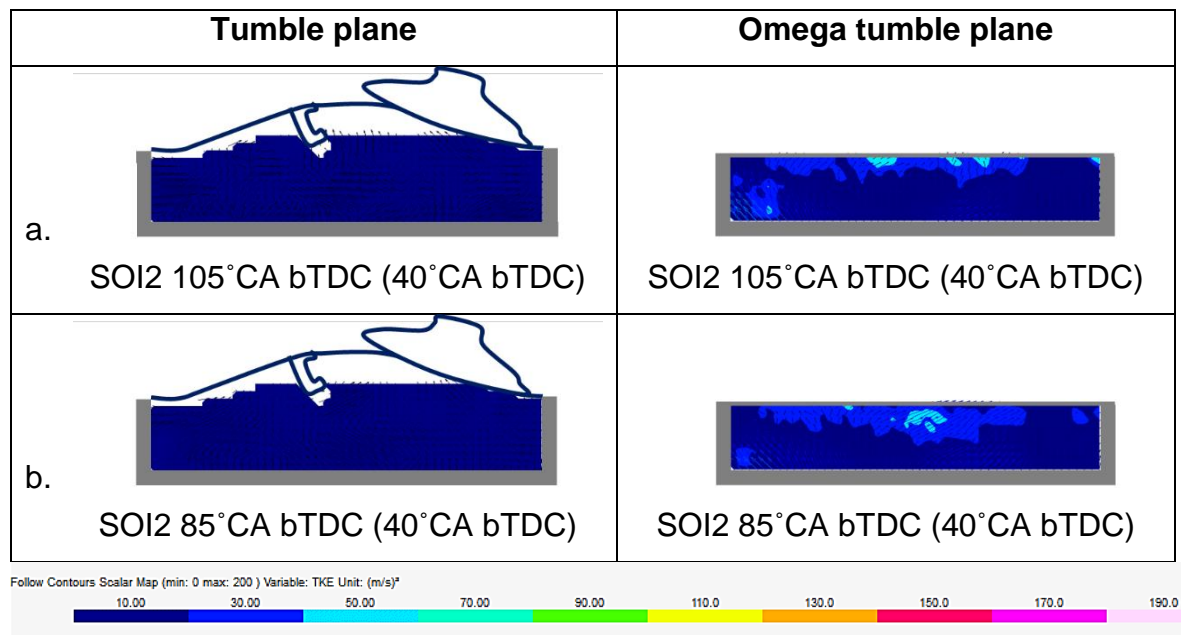 Tumble plane
Omega tumble plane
a.
SOI2 105˚CA bTDC (40˚CA bTDC)
SOI2 105˚CA bTDC (40˚CA bTDC)
b.
SOI2 85˚CA bTDC (40˚CA bTDC)
SOI2 85˚CA bTDC (40˚CA bTDC)
Follow Contours Scalar Map (min: 0 max: 200 ) Variable: TKE Unit: (m/s)²
10.00 30.00 50.00 70.00 90.00 110.0 130.0 150.0 170.0 190.0